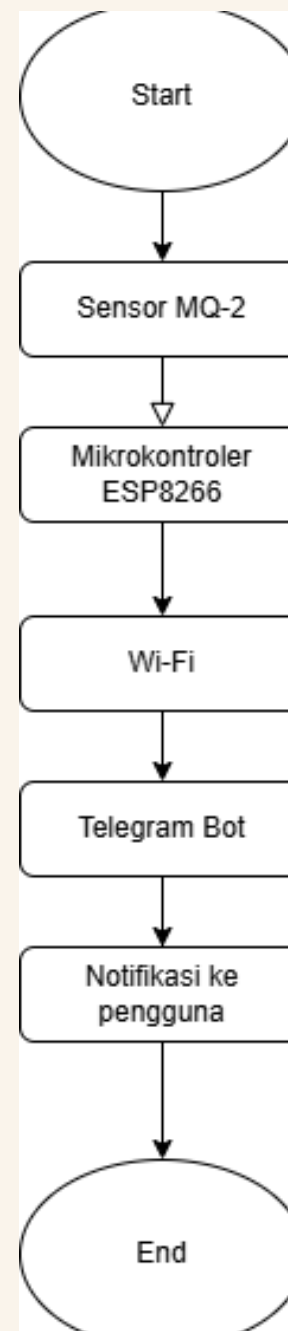 Start
Sensor MQ-2
Mikrokontroler
ESP8266
Wi-Fi
Telegram Bot
Notifikasi ke
pengguna
End